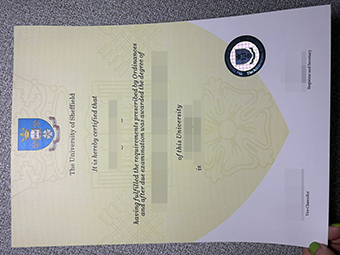 The University of Sheffield
It is hereby certified that
having fulfilled the requirements prescribed by Ordinances
and after due examination was awarded the degree of
of this University
in
Vice-Chancellor
Registrar and Secretary